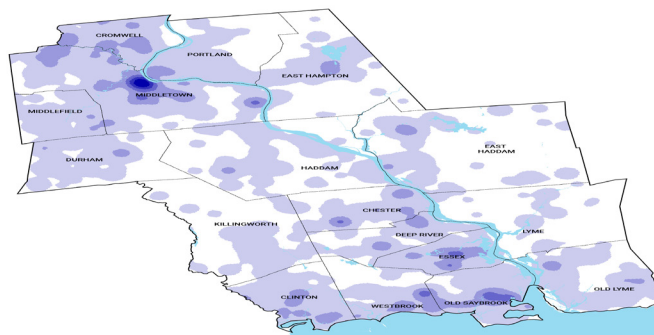 CROMWELL
PORTLAND
EAST HAMPTON
MIDDLETOWN
MIDDLEFIELD
DURHAM
HADDAM
EAST
HADDAM
KILLINGWORTH
CHESTER
DEEP RIVER
LYME
ESSEX
OLD LYME
CLINTON
WESTBROOK
OLD SAYBROOK